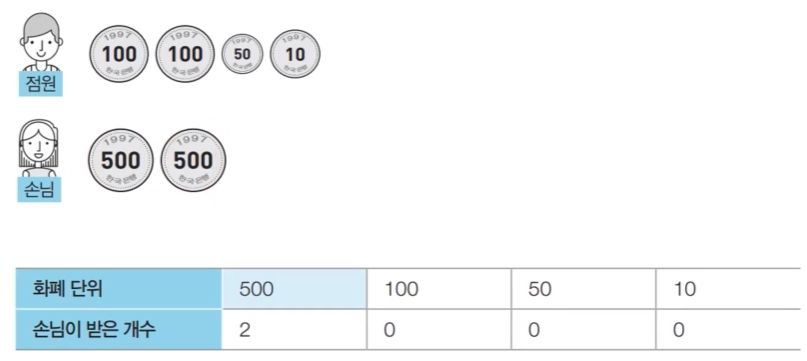 1997 1997 1997 1997
100 100 50 10
한국은행 한국은행 한국은행 한국은행
점원
1997 1997
500 500
한국은행 한국은행
손님
화폐 단위 500 100 50 10
손님이 받은 개수 2 0 0 0